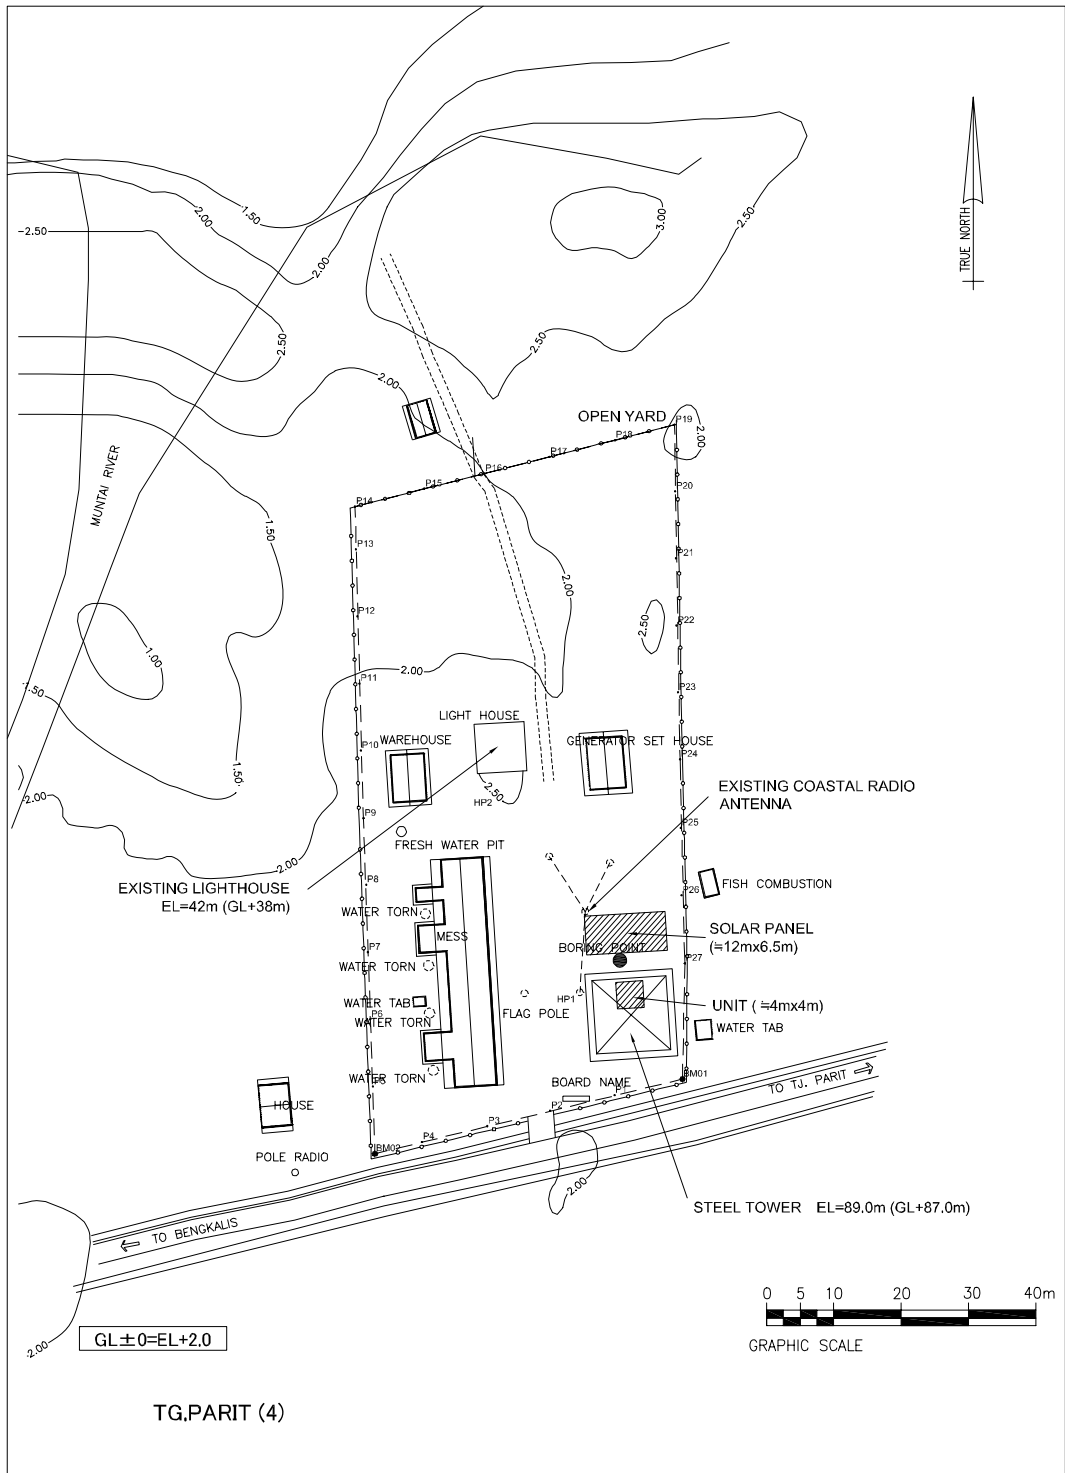 1.50
2.00
-2.50
3.00
2.50
TRUE NORTH
2.00
2.50
2.50
2.00
OPEN YARD
P19
2.00
P18
P17
P16
P15
P14
P20
MUNTAI RIVER
1.50
P13
P21
2.00
P12
P22
2.50
1.00
2.00
P11
P23
1.50
LIGHT HOUSE
WAREHOUSE
GENERATOR SET HOUSE
P10
P24
1.50
2.00
2.50
HP2
EXISTING COASTAL RADIO
ANTENNA
P9
P25
FRESH WATER PIT
2.00
P8
P26
FISH COMBUSTION
EXISTING LIGHTHOUSE
EL=42m (GL+38m)
WATER TORN
MESS
SOLAR PANEL
(≒12mx6.5m)
BORING POINT
P7
P27
WATER TORN
WATER TAB
HP1
UNIT (≒4mx4m)
P6
FLAG POLE
WATER TORN
WATER TAB
WATER TORN
P5
BM01
BOARD NAME
P1
TO TJ. PARIT
HOUSE
P2
P3
P4
BM02
POLE RADIO
2.00
STEEL TOWER EL=89.0m (GL+87.0m)
TO BENGKALIS
0 5 10 20 30 40m
GRAPHIC SCALE
2.00
GL±0=EL+2.0
TG.PARIT (4)